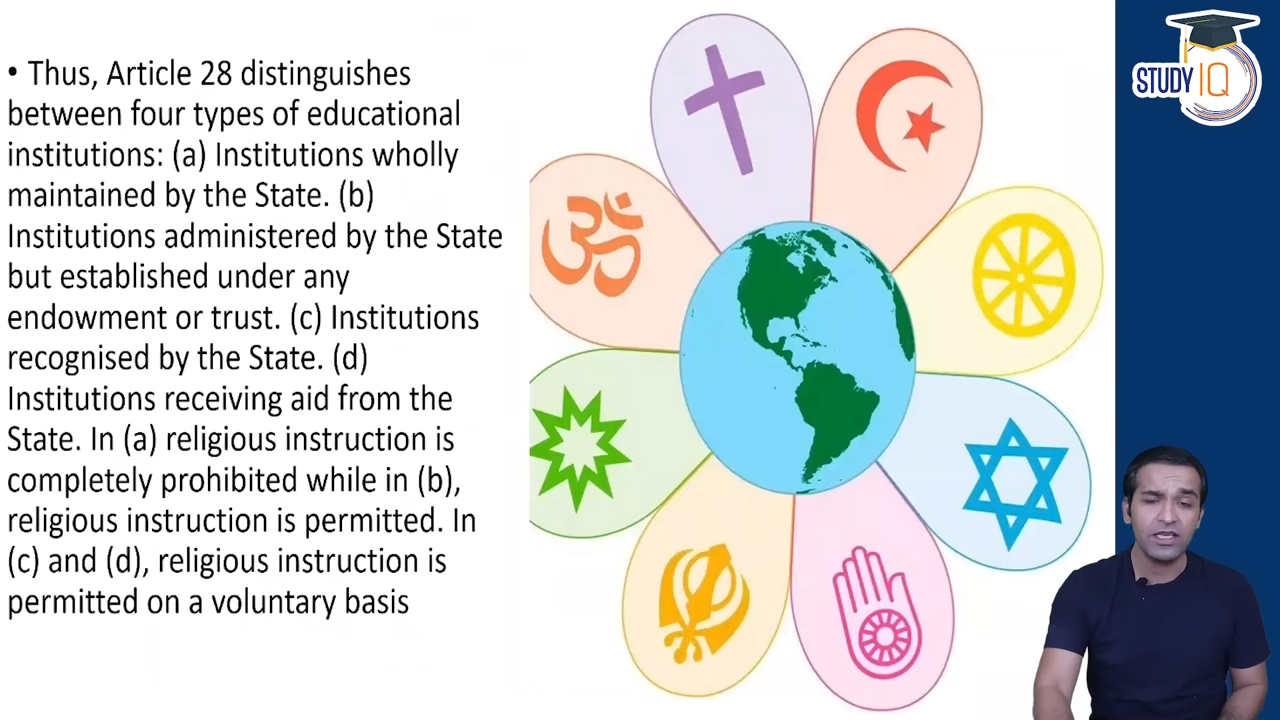 • Thus, Article 28 distinguishes
between four types of educational
institutions: (a) Institutions wholly
maintained by the State. (b)
Institutions administered by the State
but established under any
endowment or trust. (c) Institutions
recognised by the State. (d)
Institutions receiving aid from the
State. In (a) religious instruction is
completely prohibited while in (b),
religious instruction is permitted. In
(c) and (d), religious instruction is
permitted on a voluntary basis
STUDY IQ